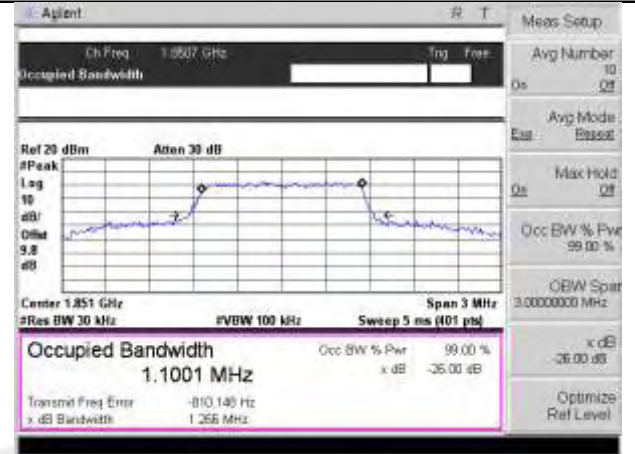 Agilent R T
Meas Setup
Ch Freq 1.8507 GHz Trig Free
Occupied Bandwidth
Avg Number
10
On Off
Avg Mode
Exp Repeat
Max Hold
On Off
Occ BW % Pwr
99.00 %
OBW Span
3.00000000 MHz
x dB
-26.00 dB
Optimize
Ref Level
Ref 20 dBm Atten 30 dB
#Peak
Log
10
dB/
Offst
9.8
dB
Center 1.851 GHz Span 3 MHz
#Res BW 30 kHz #VBW 100 kHz Sweep 5 ms (401 pts)
Occupied Bandwidth Occ BW % Pwr 99.00 %
1.1001 MHz x dB -26.00 dB
Transmit Freq Error -810.146 Hz
x dB Bandwidth 1.266 MHz